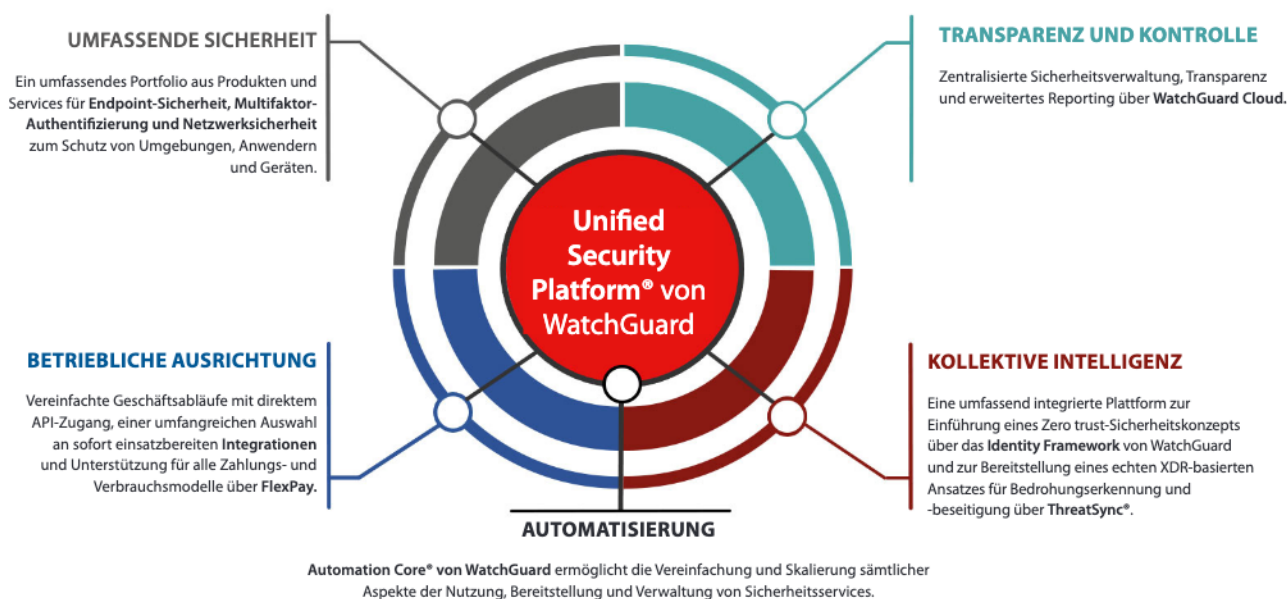 UMFASSENDE SICHERHEIT
Ein umfassendes Portfolio aus Produkten und
Services für Endpoint-Sicherheit, Multifaktor-
Authentifizierung und Netzwerksicherheit
zum Schutz von Umgebungen, Anwendern
und Geräten.
TRANSPARENZ UND KONTROLLE
Zentralisierte Sicherheitsverwaltung, Transparenz
und erweitertes Reporting über WatchGuard Cloud.
Unified
Security
Platform® von
WatchGuard
BETRIEBLICHE AUSRICHTUNG
Vereinfachte Geschäftsabläufe mit direktem
API-Zugang, einer umfangreichen Auswahl
an sofort einsatzbereiten Integrationen
und Unterstützung für alle Zahlungs- und
Verbrauchsmodelle über FlexPay.
KOLLEKTIVE INTELLIGENZ
Eine umfassend integrierte Plattform zur
Einführung eines Zero trust-Sicherheitskonzepts
über das Identity Framework von WatchGuard
und zur Bereitstellung eines echten XDR-basierten
Ansatzes für Bedrohungserkennung und
-beseitigung über ThreatSync®.
AUTOMATISIERUNG
Automation Core® von WatchGuard ermöglicht die Vereinfachung und Skalierung sämtlicher
Aspekte der Nutzung, Bereitstellung und Verwaltung von Sicherheitsservices.